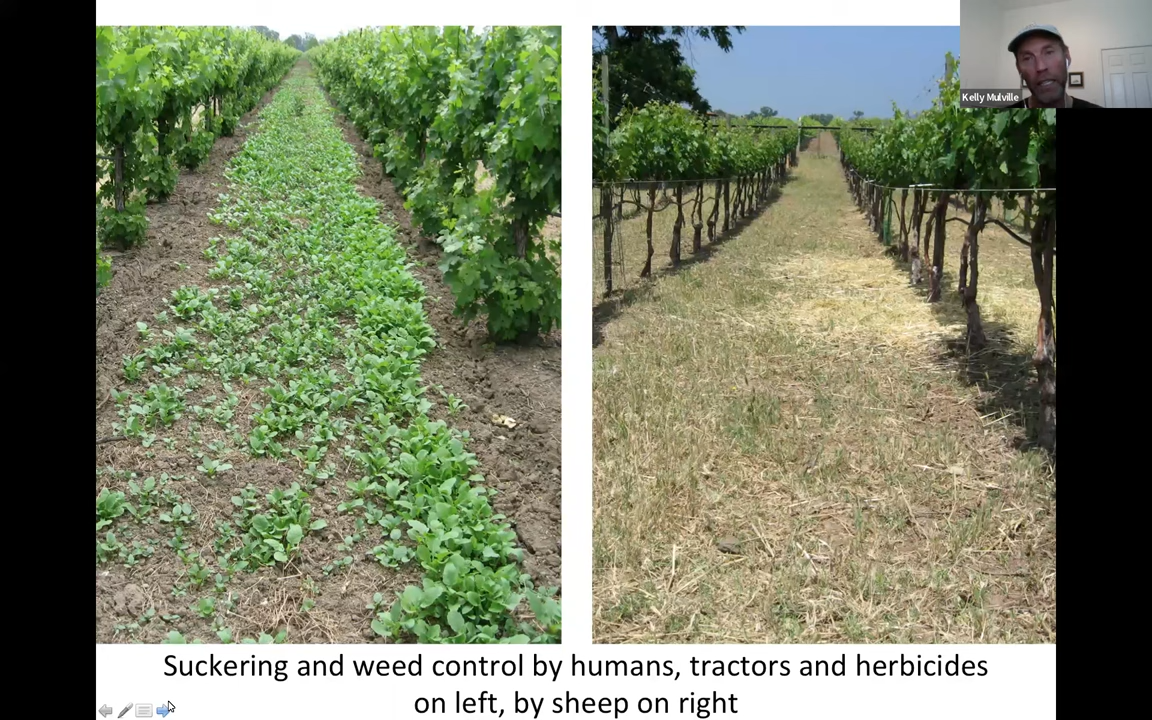 Kelly Mulville
Suckering and weed control by humans, tractors and herbicides
on left, by sheep on right